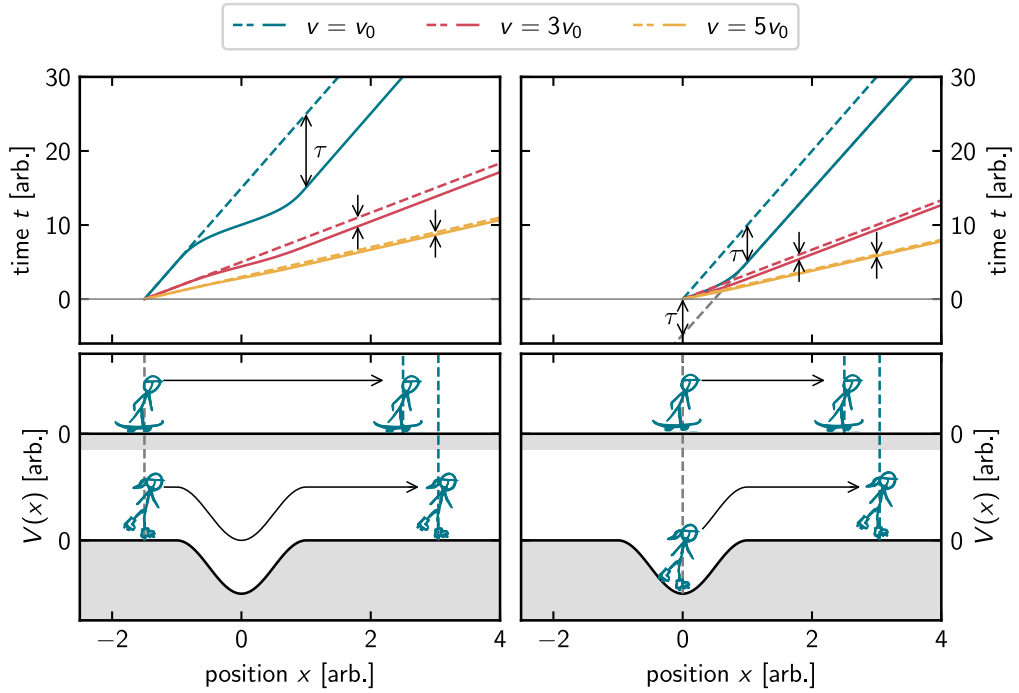 v = v₀ v = 3v₀ v = 5v₀
30 30
20 20
10 10
0 0
time t [arb.]
time t [arb.]
τ
τ
τ
0 0
0 0
V(x) [arb.]
V(x) [arb.]
−2 0 2 4 −2 0 2 4
position x [arb.] position x [arb.]